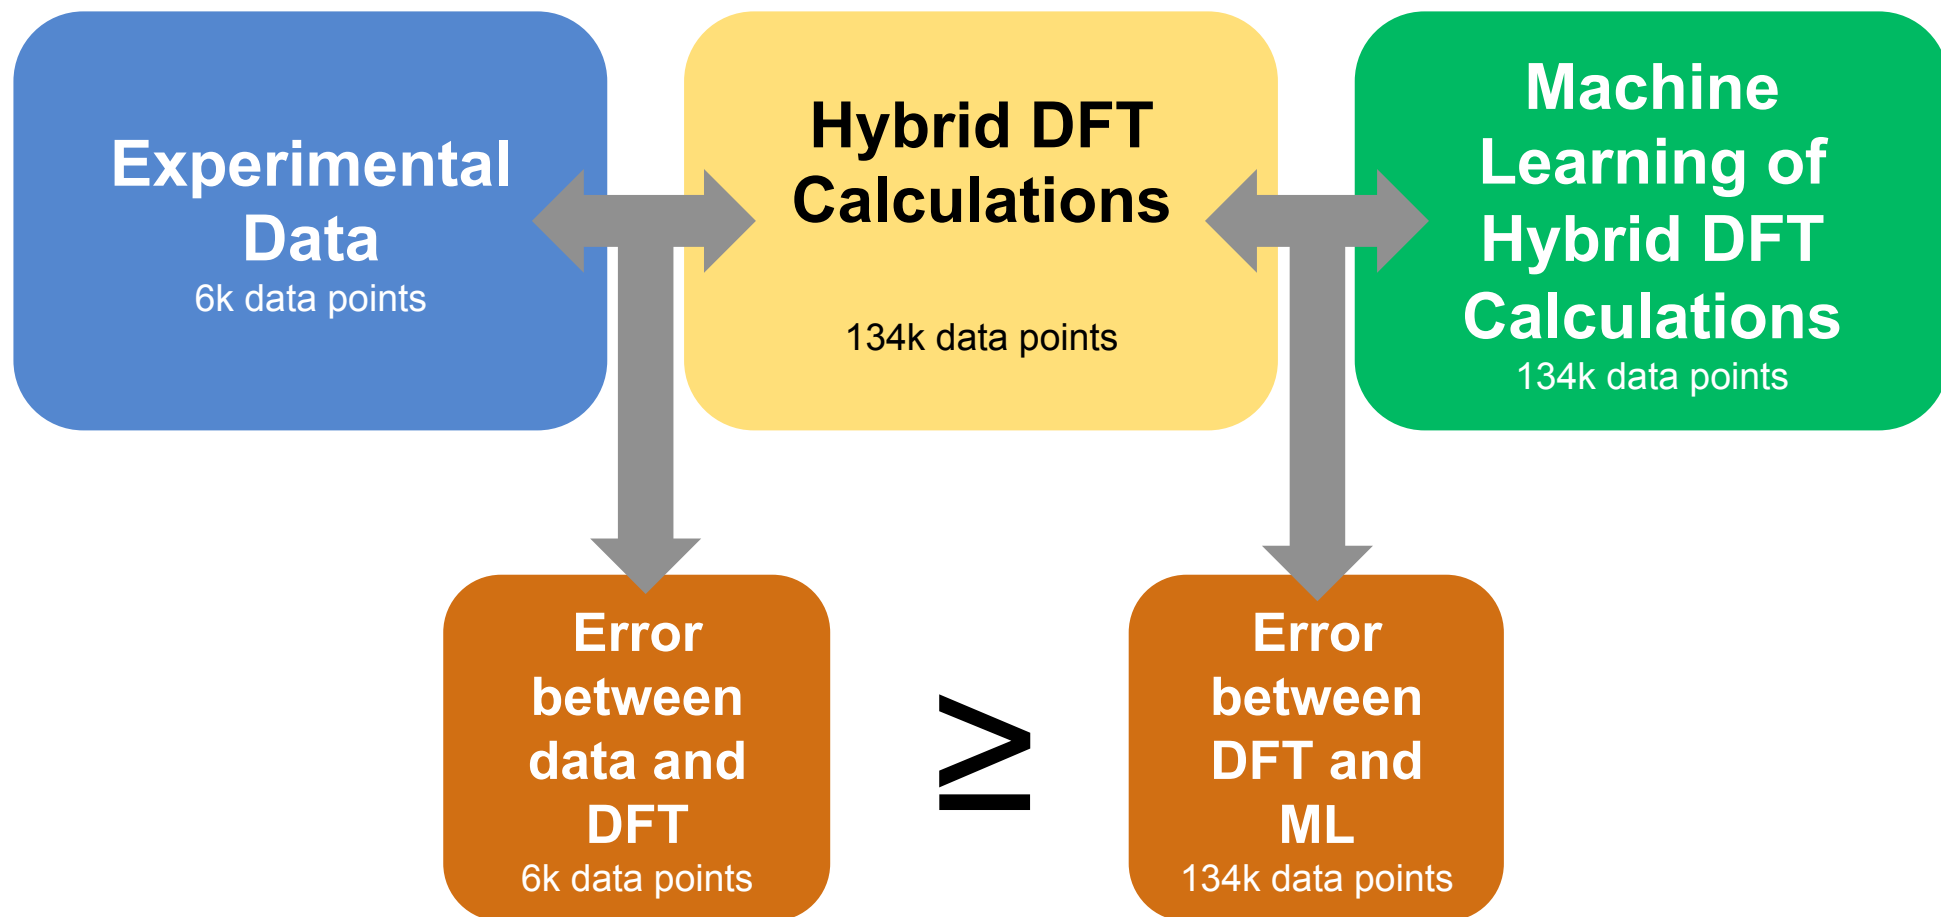 Experimental
Data
6k data points
Hybrid DFT
Calculations
134k data points
Machine
Learning of
Hybrid DFT
Calculations
134k data points
Error
between
data and
DFT
6k data points
≥
Error
between
DFT and
ML
134k data points